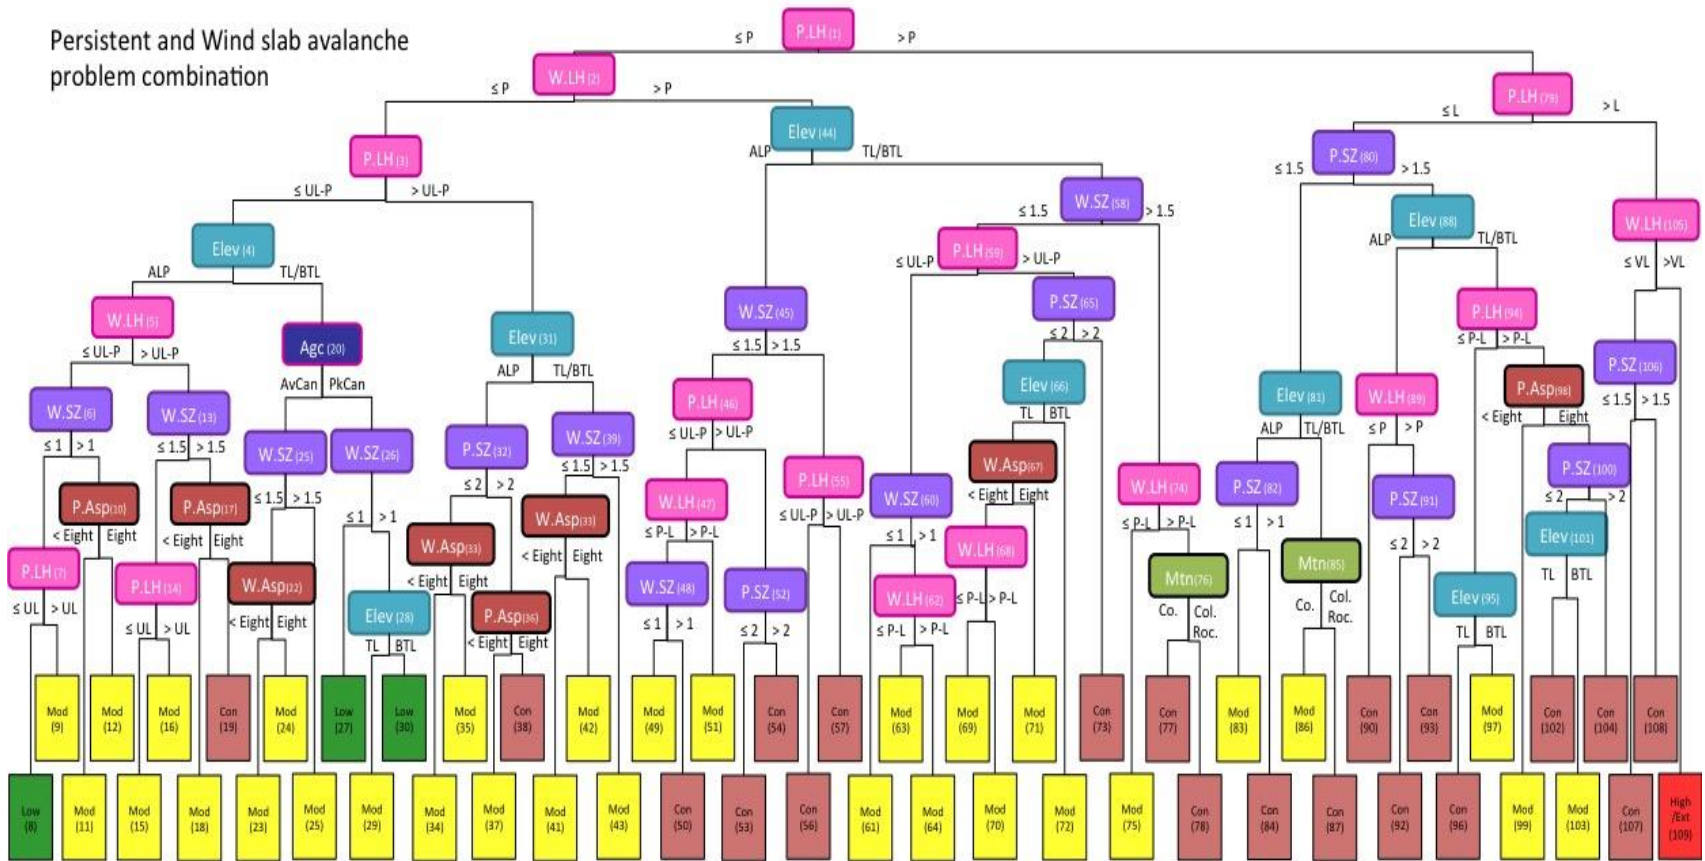 Persistent and Wind slab avalanche
problem combination
P.LH (1)
≤ P > P
W.LH (2)
P.LH (79)
≤ P > P
≤ L > L
Elev (44)
P.LH (3)
P.SZ (80)
ALP TL/BTL
≤ 1.5 > 1.5
≤ UL-P > UL-P
W.SZ (58)
Elev (88)
W.LH (105)
≤ 1.5 > 1.5
Elev (4)
P.LH (59)
ALP TL/BTL
≤ VL >VL
≤ UL-P > UL-P
ALP TL/BTL
W.LH (5)
W.SZ (45)
P.SZ (65)
P.LH (94)
Agc (20)
Elev (31)
≤ 2 > 2
≤ P-L > P-L
≤ UL-P > UL-P
≤ 1.5 > 1.5
P.SZ (106)
ALP TL/BTL
Elev (66)
P.Asp(98)
AvCan PkCan
W.SZ (6)
W.SZ (13)
P.LH (46)
Elev (81)
W.LH (89)
≤ 1.5 > 1.5
TL BTL
< Eight Eight
≤ 1 > 1
≤ 1.5 > 1.5
W.SZ (25)
W.SZ (26)
P.SZ (32)
W.SZ (39)
≤ UL-P > UL-P
ALP TL/BTL
≤ P > P
W.Asp(67)
P.SZ (100)
≤ 2 > 2
≤ 1.5 > 1.5
P.LH (55)
W.LH (74)
P.SZ (82)
P.SZ (91)
P.Asp(10)
P.Asp(17)
≤ 1.5 > 1.5
W.LH (47)
W.SZ (60)
< Eight Eight
≤ 2 > 2
≤ 1 > 1
W.Asp(33)
≤ UL-P > UL-P
≤ P-L > P-L
≤ 1 > 1
< Eight Eight
< Eight Eight
≤ P-L > P-L
≤ 1 > 1
Elev (101)
W.Asp(33)
W.LH (68)
≤ 2 > 2
< Eight Eight
P.LH (7)
P.LH (14)
W.Asp(22)
W.SZ (48)
P.SZ (52)
Mtn(76)
Mtn(85)
TL BTL
< Eight Eight
W.LH (62)
≤ P-L > P-L
Elev (95)
≤ UL > UL
Elev (28)
P.Asp(36)
Co. Col.
Roc.
Co. Col.
Roc.
≤ UL > UL
< Eight Eight
≤ 1 > 1
≤ 2 > 2
≤ P-L > P-L
TL BTL
TL BTL
< Eight Eight
Mod Mod Mod Con Mod Low Low Mod Con Mod Mod Mod Con Con Mod Mod Mod Con Con Mod Mod Con Con Mod Con Con Con
(9) (12) (16) (19) (24) (27) (30) (35) (38) (42) (49) (51) (54) (57) (63) (69) (71) (73) (77) (83) (86) (90) (93) (97) (102) (104) (108)
Low Mod Mod Mod Mod Mod Mod Mod Mod Mod Mod Con Con Con Mod Mod Mod Mod Mod Con Con Con Con Con Mod Mod Con High
/Ext
(8) (11) (15) (18) (23) (25) (29) (34) (37) (41) (43) (50) (53) (56) (61) (64) (70) (72) (75) (78) (84) (87) (92) (96) (99) (103) (107) (109)